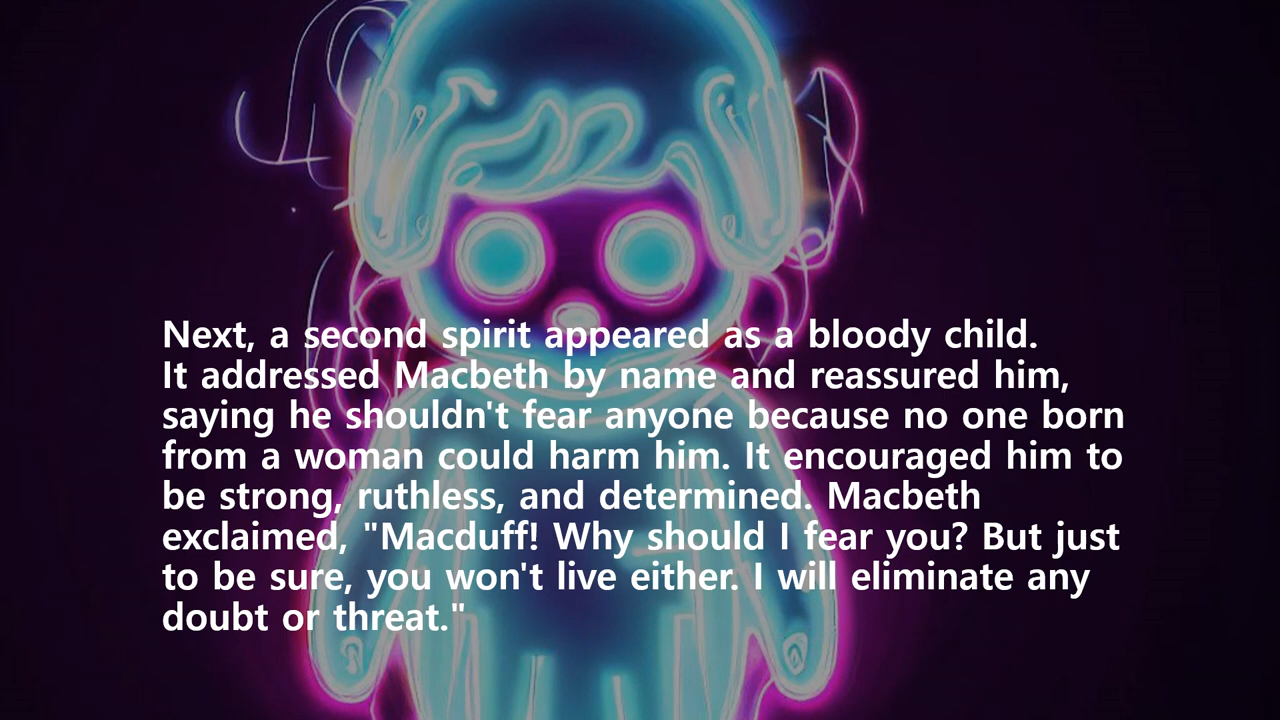 Next, a second spirit appeared as a bloody child.
It addressed Macbeth by name and reassured him,
saying he shouldn't fear anyone because no one born
from a woman could harm him. It encouraged him to
be strong, ruthless, and determined. Macbeth
exclaimed, "Macduff! Why should I fear you? But just
to be sure, you won't live either. I will eliminate any
doubt or threat."